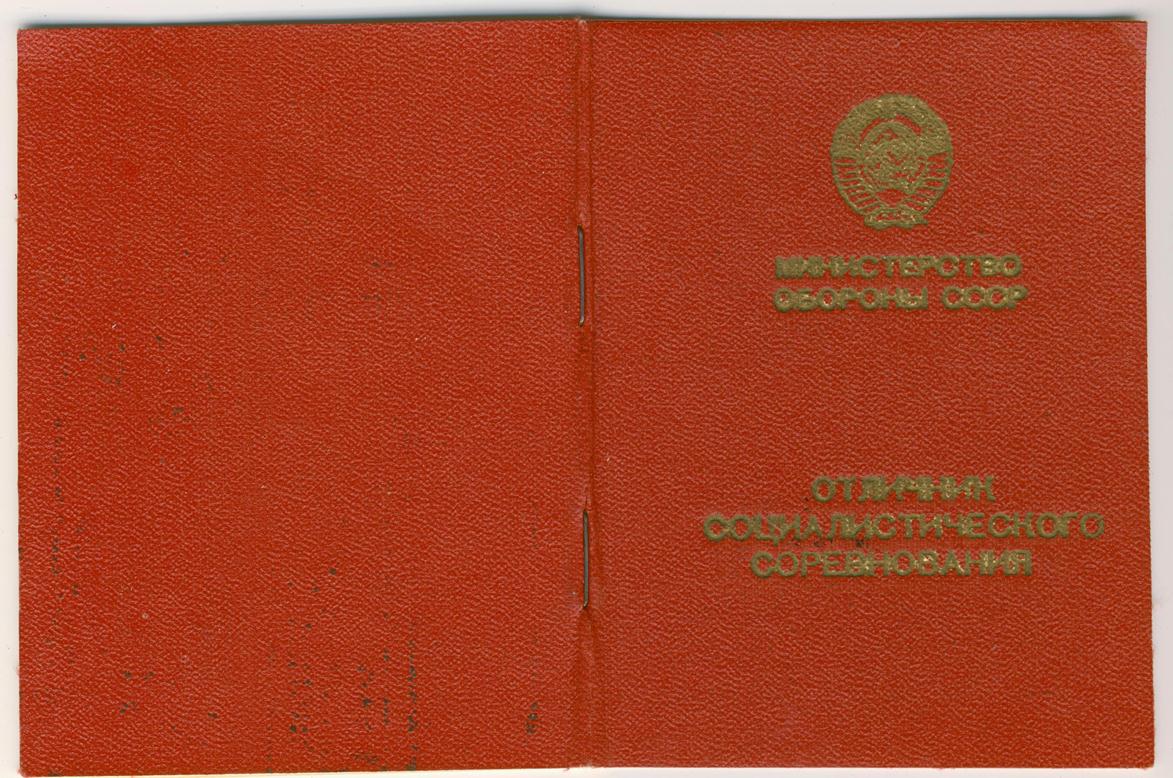 МИНИСТЕРСТВО
ОБОРОНЫ СССР
ОТЛИЧНИК
СОЦИАЛИСТИЧЕСКОГО
СОРЕВНОВАНИЯ